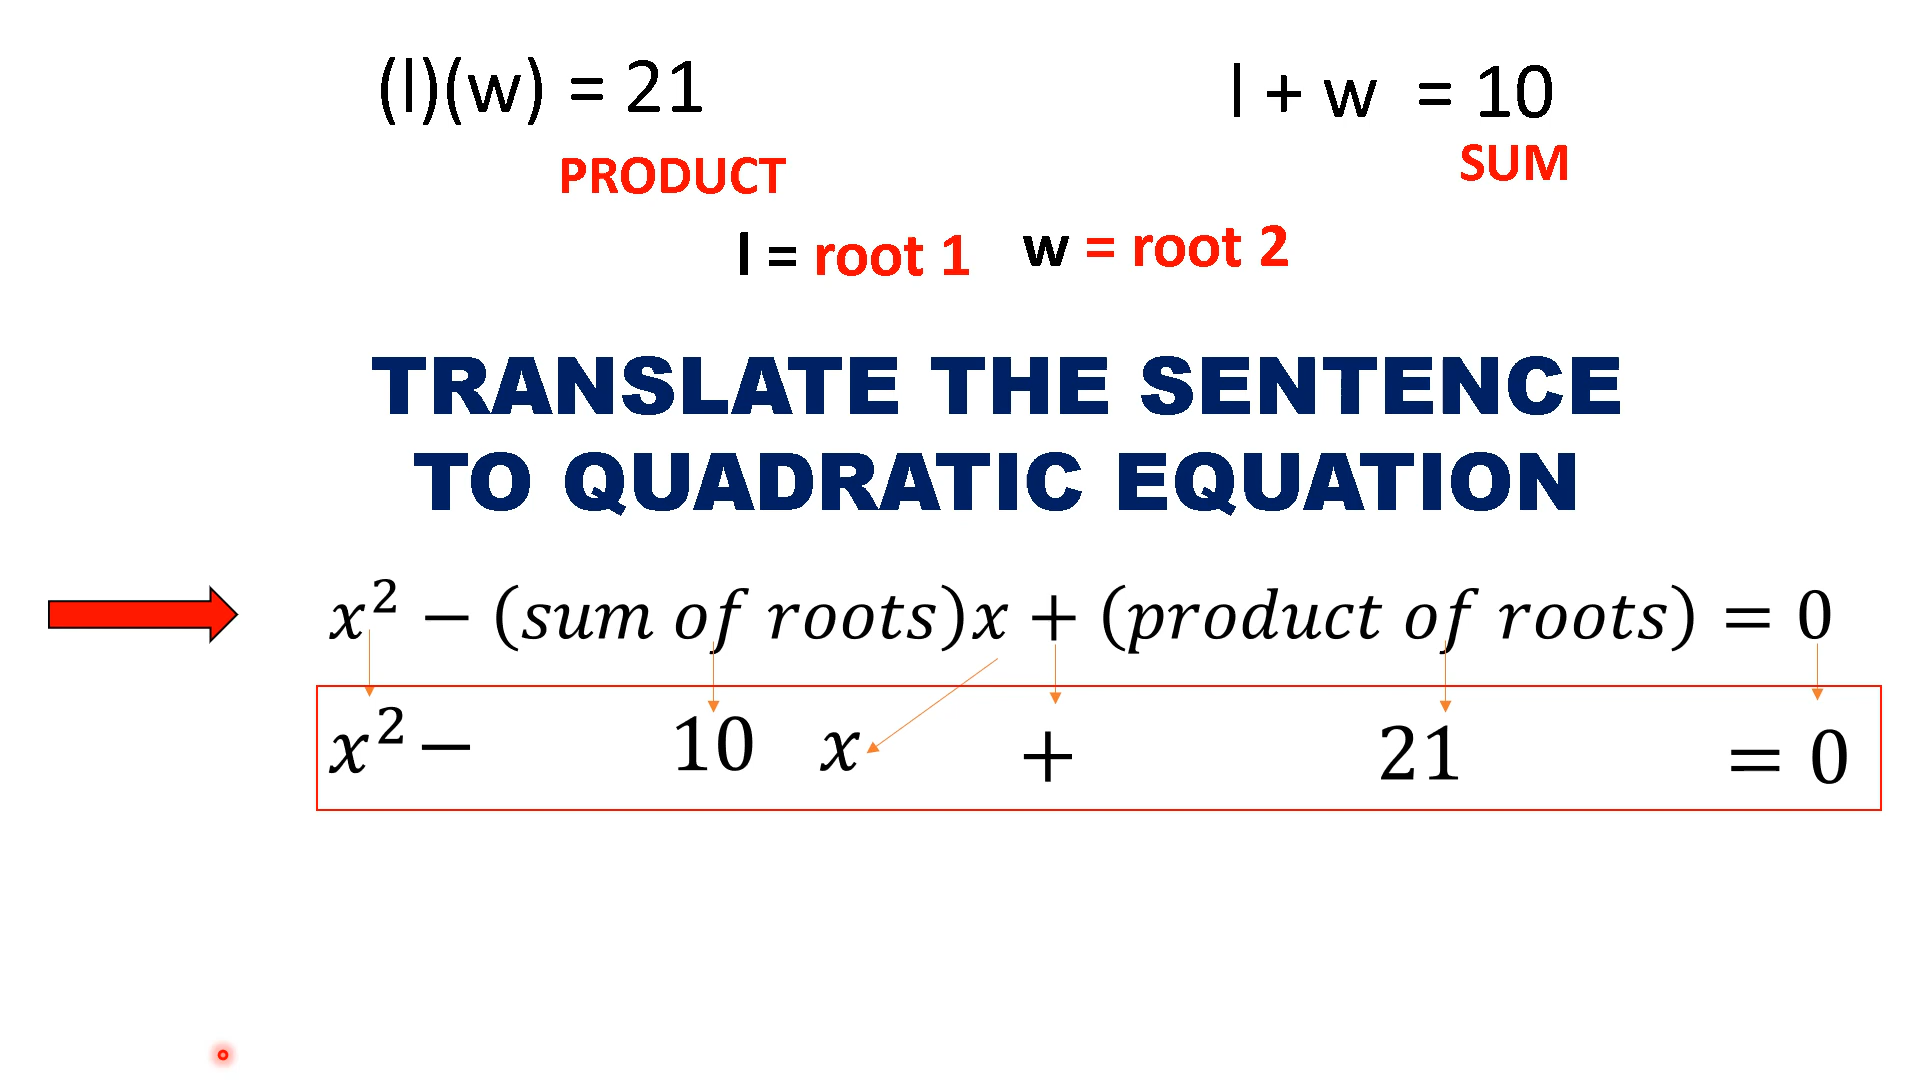 (l)(w) = 21
l + w = 10
PRODUCT
SUM
l = root 1
w = root 2
TRANSLATE THE SENTENCE
TO QUADRATIC EQUATION
x² − (sum of roots)x + (product of roots) = 0
x² − 10 x + 21 = 0